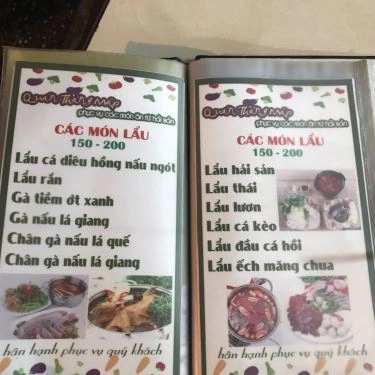 Quán Thắng Mập
phục vụ các món ăn từ hải sản
CÁC MÓN LẨU
150 - 200
Lẩu cá diêu hồng nấu ngót
Lẩu rắn
Gà tiềm ớt xanh
Gà nấu lá giang
Chân gà nấu lá quế
Chân gà nấu lá giang
hân hạnh phục vụ quý khách
Quán Thắng Mập
phục vụ các món ăn từ hải sản
CÁC MÓN LẨU
150 - 200
Lẩu hải sản
Lẩu thái
Lẩu lươn
Lẩu cá kèo
Lẩu đầu cá hồi
Lẩu ếch măng chua
hân hạnh phục vụ quý khách